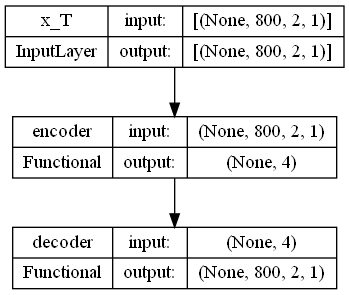 x_T input: [(None, 800, 2, 1)]
InputLayer output: [(None, 800, 2, 1)]
encoder input: (None, 800, 2, 1)
Functional output: (None, 4)
decoder input: (None, 4)
Functional output: (None, 800, 2, 1)